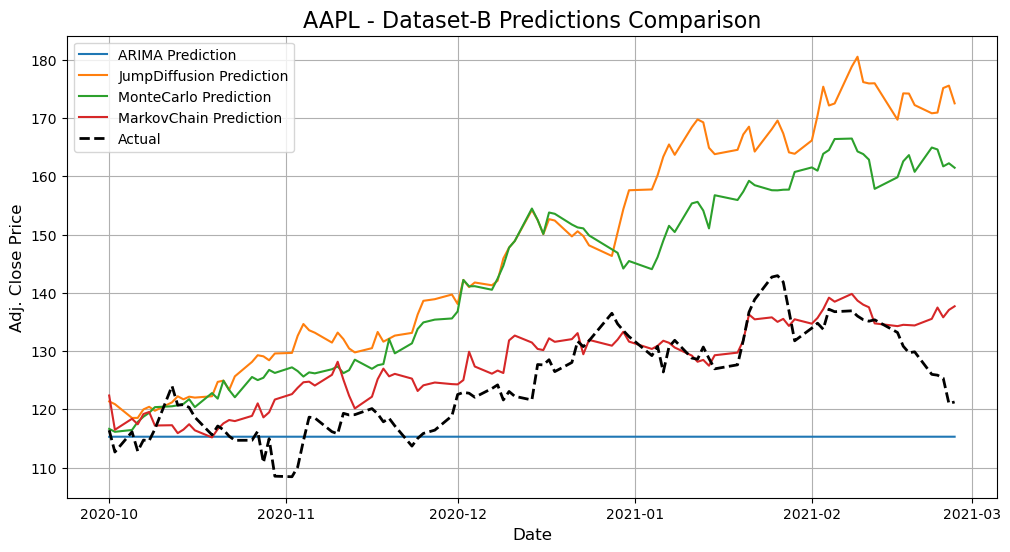 AAPL - Dataset-B Predictions Comparison
ARIMA Prediction
JumpDiffusion Prediction
MonteCarlo Prediction
MarkovChain Prediction
Actual
Adj. Close Price
180
170
160
150
140
130
120
110
2020-10
2020-11
2020-12
2021-01
2021-02
2021-03
Date